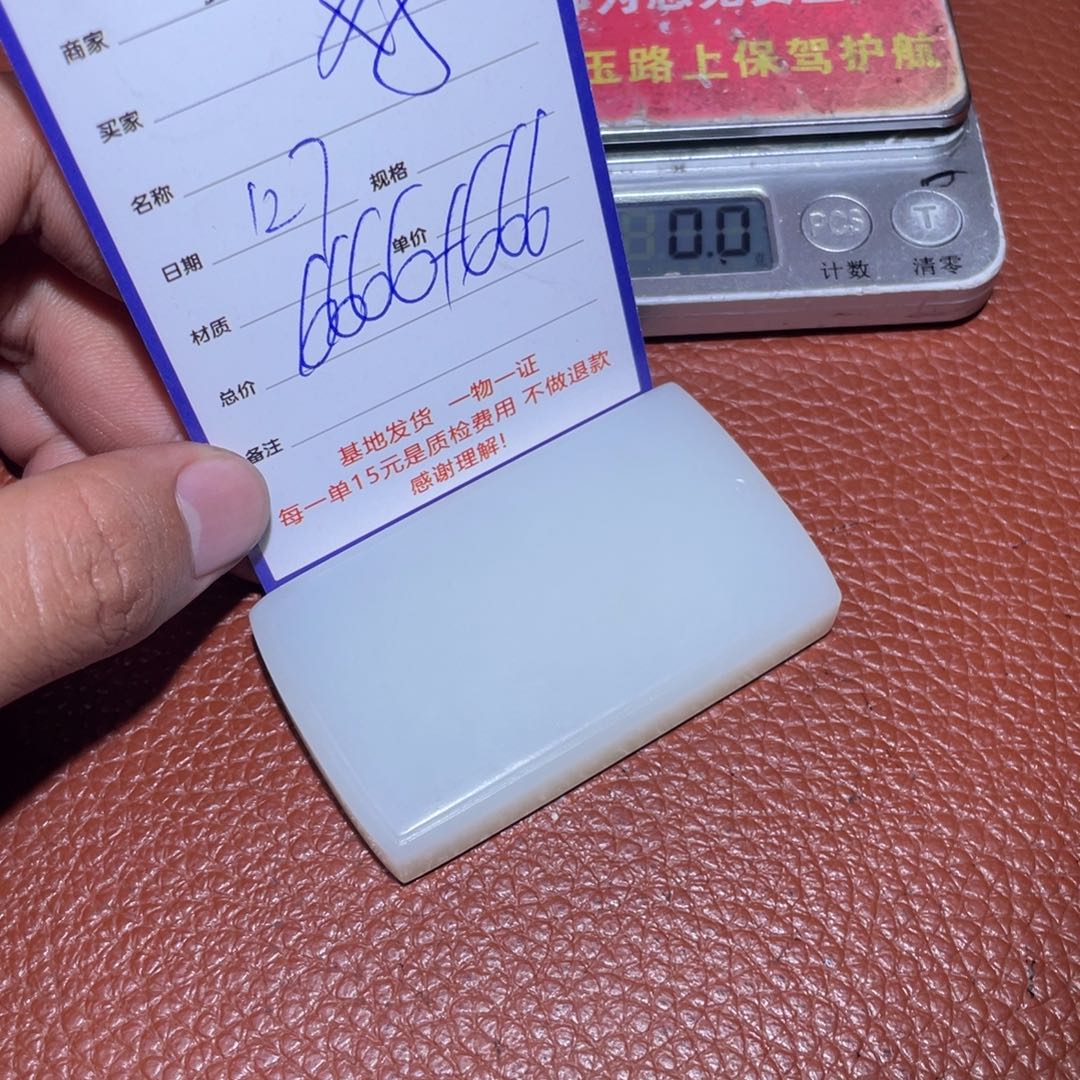 商家
买家
名称
规格
日期 127
单价
材质
总价
备注
基地发货 一物一证
每一单15元是质检费用 不做退款
感谢理解！
玉路上保驾护航
0.0
PCS
T
计数
清零